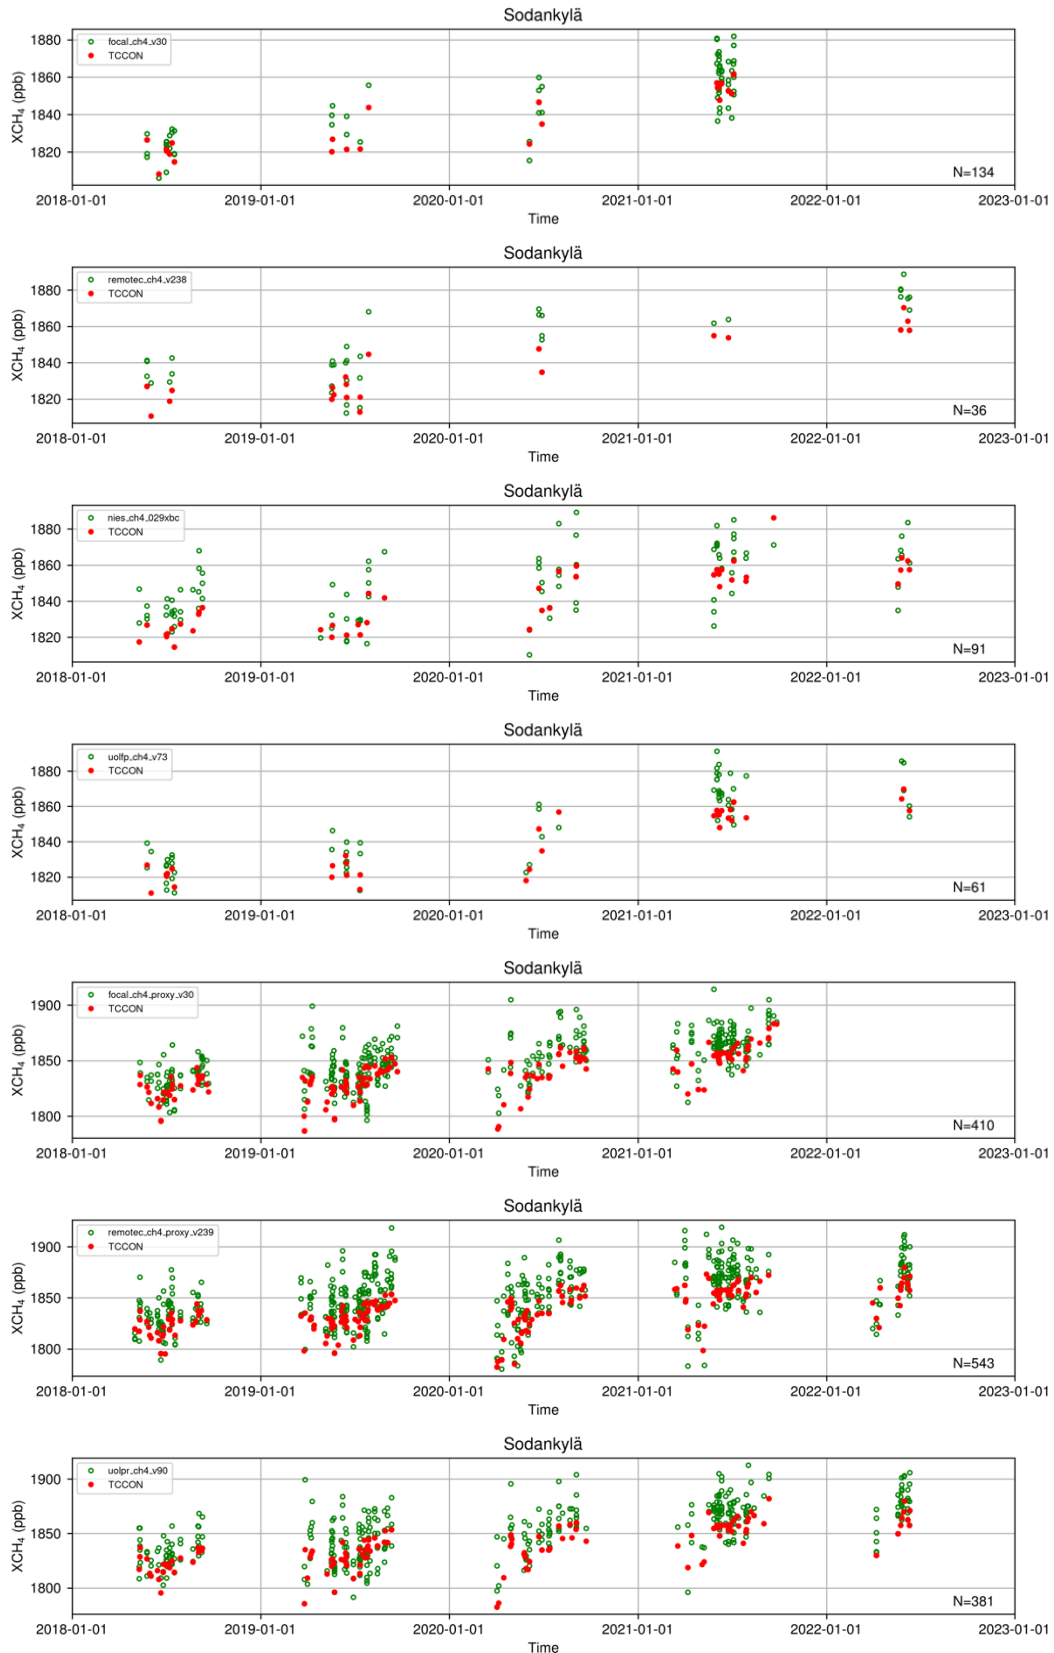 Sodankylä
focal_ch4_v30
TCCON
1880
1860
1840
1820
XCH₄ (ppb)
N=134
2018-01-01 2019-01-01 2020-01-01 2021-01-01 2022-01-01 2023-01-01
Time
Sodankylä
remotec_ch4_v238
TCCON
1880
1860
1840
1820
XCH₄ (ppb)
N=36
2018-01-01 2019-01-01 2020-01-01 2021-01-01 2022-01-01 2023-01-01
Time
Sodankylä
nies_ch4_029xbc
TCCON
1880
1860
1840
1820
XCH₄ (ppb)
N=91
2018-01-01 2019-01-01 2020-01-01 2021-01-01 2022-01-01 2023-01-01
Time
Sodankylä
uolfp_ch4_v73
TCCON
1880
1860
1840
1820
XCH₄ (ppb)
N=61
2018-01-01 2019-01-01 2020-01-01 2021-01-01 2022-01-01 2023-01-01
Time
Sodankylä
focal_ch4_proxy_v30
TCCON
1900
1850
1800
XCH₄ (ppb)
N=410
2018-01-01 2019-01-01 2020-01-01 2021-01-01 2022-01-01 2023-01-01
Time
Sodankylä
remotec_ch4_proxy_v239
TCCON
1900
1850
1800
XCH₄ (ppb)
N=543
2018-01-01 2019-01-01 2020-01-01 2021-01-01 2022-01-01 2023-01-01
Time
Sodankylä
uolpr_ch4_v90
TCCON
1900
1850
1800
XCH₄ (ppb)
N=381
2018-01-01 2019-01-01 2020-01-01 2021-01-01 2022-01-01 2023-01-01
Time